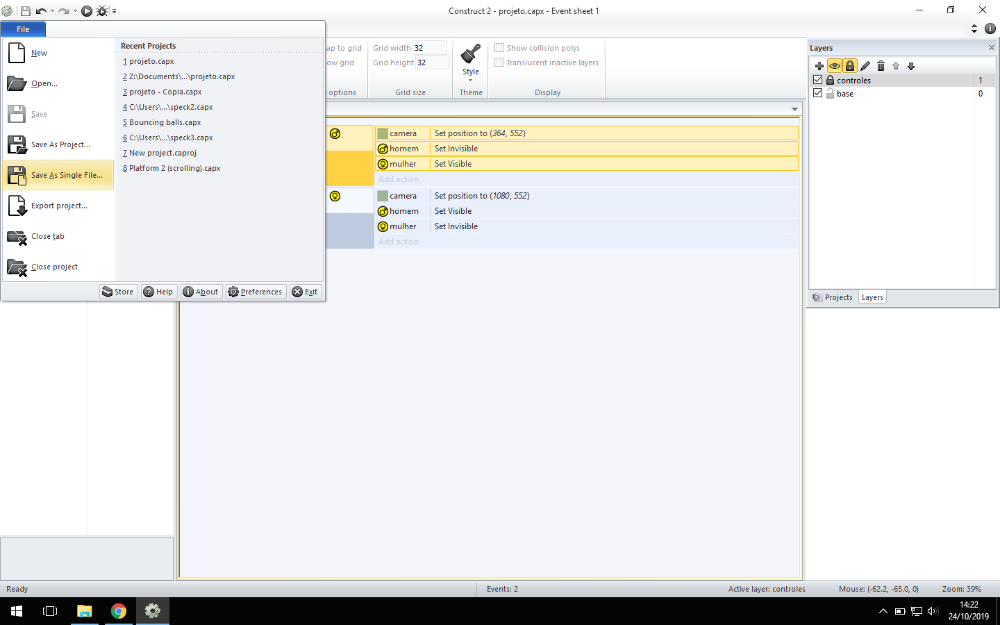 Construct 2 - projeto.capx - Event sheet 1
File
New
Open...
Save
Save As Project...
Save As Single File...
Export project...
Close tab
Close project
Recent Projects
1 projeto.capx
2 Z:\Documents\...\projeto.capx
3 projeto - Copia.capx
4 C:\Users\...\speck2.capx
5 Bouncing balls.capx
6 C:\Users\...\speck3.capx
7 New project.caproj
8 Platform 2 (scrolling).capx
Store
Help
About
Preferences
Exit
ap to grid
ow grid
options
Grid width 32
Grid height 32
Grid size
Style
Theme
Show collision polys
Translucent inactive layers
Display
camera Set position to (364, 552)
homem Set Invisible
mulher Set Visible
Add action
camera Set position to (1080, 552)
homem Set Visible
mulher Set Invisible
Add action
Layers
controles 1
base 0
Projects
Layers
Ready
Events: 2
Active layer: controles
Mouse: (-62.2, -65.0, 0)
Zoom: 39%
14:22
24/10/2019